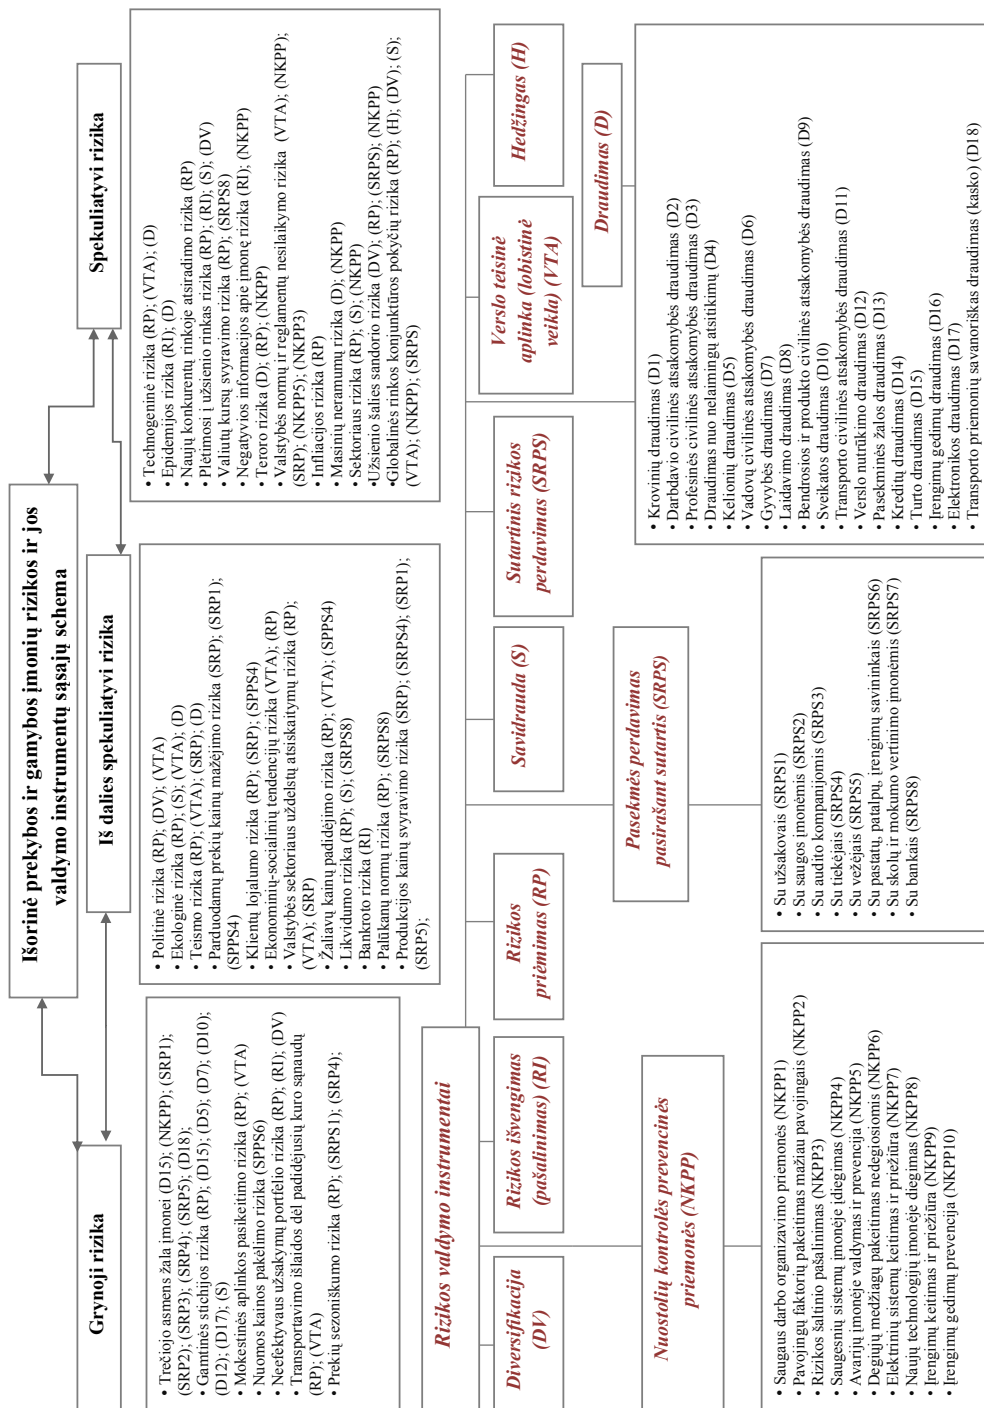 Išorinė prekybos ir gamybos įmonių rizikos ir jos
valdymo instrumentų sąsajų schema
Grynoji rizika
Iš dalies spekuliatyvi rizika
Spekuliatyvi rizika
• Trečiojo asmens žala įmonei (D15); (NKPP); (SRP1);
(SRP2); (SRP3); (SRP4); (SRP5); (D18);
• Gamtinės stichijos rizika (RP); (D15); (D5); (D7); (D10);
(D12); (D17); (S)
• Mokestinės aplinkos pasikeitimo rizika (RP); (VTA)
• Nuomos kainos pakėlimo rizika (SPPS6)
• Neefektyvaus užsakymų portfelio rizika (RP); (RI); (DV)
• Transportavimo išlaidos dėl padidėjusių kuro sąnaudų
(RP); (VTA)
• Prekių sezoniškumo rizika (RP); (SRPS1); (SRP4);
• Politinė rizika (RP); (DV); (VTA)
• Ekologinė rizika (RP); (S); (VTA); (D)
• Teismo rizika (RP); (VTA); (SRP); (D)
• Parduodamų prekių kainų mažėjimo rizika (SRP); (SRP1);
(SPPS4)
• Klientų lojalumo rizika (RP); (SRP); (SPPS4)
• Ekonominių-socialinių tendencijų rizika (VTA); (RP)
• Valstybės sektoriaus uždelstų atsiskaitymų rizika (RP);
(VTA); (SRP)
• Žaliavų kainų padidėjimo rizika (RP); (VTA); (SPPS4)
• Likvidumo rizika (RP); (S); (SRPS8)
• Bankroto rizika (RI)
• Palūkanų normų rizika (RP); (SRPS8)
• Produkcijos kainų svyravimo rizika (SRP); (SRPS4); (SRP1);
(SRP5);
• Technogeninė rizika (RP); (VTA); (D)
• Epidemijos rizika (RI); (D)
• Naujų konkurentų rinkoje atsiradimo rizika (RP)
• Plėtimosi į užsienio rinkas rizika (RP); (RI); (S); (DV)
• Valiutų kursų svyravimo rizika (RP); (SRPS8)
• Negatyvios informacijos apie įmonę rizika (RI); (NKPP)
• Teroro rizika (D); (RP); (NKPP)
• Valstybės normų ir reglamentų nesilaikymo rizika (VTA); (NKPP);
(SRP); (NKPP5); (NKPP3)
• Infliacijos rizika (RP)
• Masinių neramumų rizika (D); (NKPP)
• Sektoriaus rizika (RP); (S); (NKPP)
•Užsienio šalies sandorio rizika (DV); (RP); (SRPS); (NKPP)
•Globalinės rinkos konjunktūros pokyčių rizika (RP); (H); (DV); (S);
(VTA); (NKPP); (SRPS)
Rizikos valdymo instrumentai
Diversifikacija
(DV)
Rizikos išvengimas
(pašalinimas) (RI)
Rizikos
priėmimas (RP)
Savidrauda (S)
Sutartinis rizikos
perdavimas (SRPS)
Verslo teisinė
aplinka (lobistinė
veikla) (VTA)
Hedžingas (H)
Nuostolių kontrolės prevencinės
priemonės (NKPP)
Pasekmės perdavimas
pasirašant sutartis (SRPS)
Draudimas (D)
• Saugaus darbo organizavimo priemonės (NKPP1)
• Pavojingų faktorių pakeitimas mažiau pavojingais (NKPP2)
• Rizikos šaltinio pašalinimas (NKPP3)
• Saugesnių sistemų įmonėje įdiegimas (NKPP4)
• Avarijų įmonėje valdymas ir prevencija (NKPP5)
• Degiųjų medžiagų pakeitimas nedegiosiomis (NKPP6)
• Elektrinių sistemų keitimas ir priežiūra (NKPP7)
• Naujų technologijų įmonėje diegimas (NKPP8)
• Įrengimų keitimas ir priežiūra (NKPP9)
• Įrengimų gedimų prevencija (NKPP10)
• Su užsakovais (SRPS1)
• Su saugos įmonėmis (SRPS2)
• Su audito kompanijomis (SRPS3)
• Su tiekėjais (SRPS4)
• Su vežėjais (SRPS5)
• Su pastatų, patalpų, įrengimų savininkais (SRPS6)
• Su skolų ir mokumo vertinimo įmonėmis (SRPS7)
• Su bankais (SRPS8)
• Krovinių draudimas (D1)
• Darbdavio civilinės atsakomybės draudimas (D2)
• Profesinės civilinės atsakomybės draudimas (D3)
• Draudimas nuo nelaimingų atsitikimų (D4)
• Kelionių draudimas (D5)
• Vadovų civilinės atsakomybės draudimas (D6)
• Gyvybės draudimas (D7)
• Laidavimo draudimas (D8)
• Bendrosios ir produkto civilinės atsakomybės draudimas (D9)
• Sveikatos draudimas (D10)
• Transporto civilinės atsakomybės draudimas (D11)
• Verslo nutrūkimo draudimas (D12)
• Pasekminės žalos draudimas (D13)
• Kreditų draudimas (D14)
• Turto draudimas (D15)
• Įrengimų gedimų draudimas (D16)
• Elektronikos draudimas (D17)
• Transporto priemonių savanoriškas draudimas (kasko) (D18)